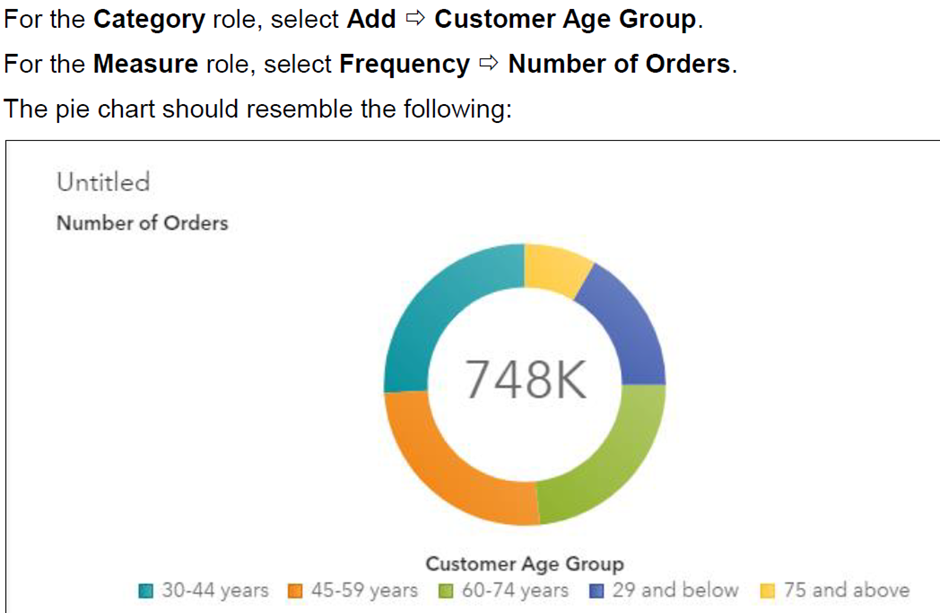 For the Category role, select Add ⇨ Customer Age Group.
For the Measure role, select Frequency ⇨ Number of Orders.
The pie chart should resemble the following:
Untitled
Number of Orders
748K
Customer Age Group
30-44 years 45-59 years 60-74 years 29 and below 75 and above